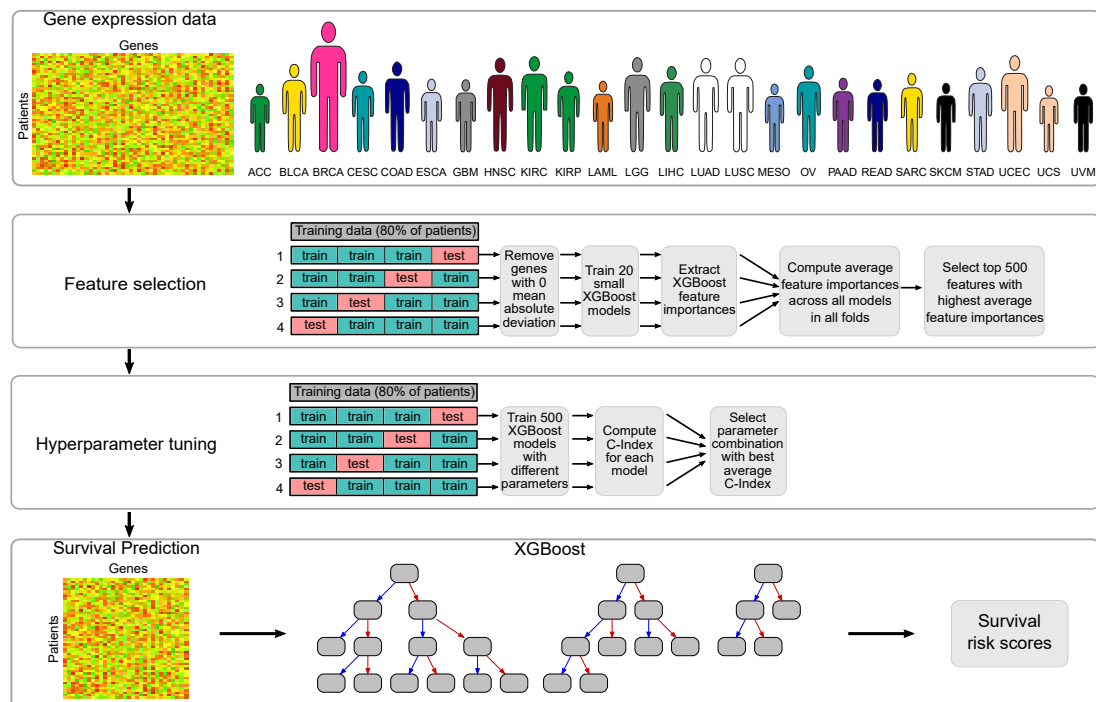 Gene expression data
Genes
Patients
ACC BLCA BRCA CESC COAD ESCA GBM HNSC KIRC KIRP LAML LGG LIHC LUAD LUSC MESO OV PAAD READ SARC SKCM STAD UCEC UCS UVM
Feature selection
Training data (80% of patients)
1 train train train test
2 train train test train
3 train test train train
4 test train train train
Remove
genes
with 0
mean
absolute
deviation
Train 20
small
XGBoost
models
Extract
XGBoost
feature
importances
Compute average
feature importances
across all models
in all folds
Select top 500
features with
highest average
feature importances
Hyperparameter tuning
Training data (80% of patients)
1 train train train test
2 train train test train
3 train test train train
4 test train train train
Train 500
XGBoost
models
with
different
parameters
Compute
C-Index
for each
model
Select
parameter
combination
with best
average
C-Index
Survival Prediction
Genes
Patients
XGBoost
Survival
risk scores